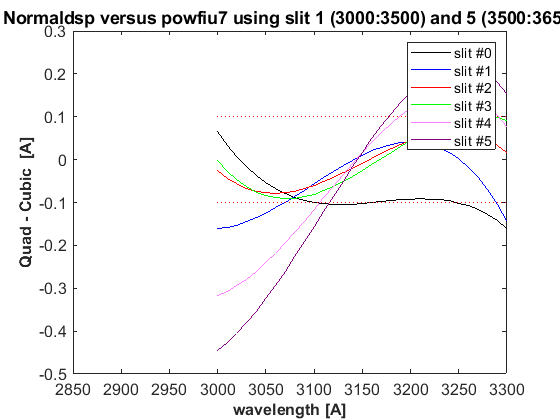 Normaldsp versus powfiu7 using slit 1 (3000:3500) and 5 (3500:365
0.3
0.2
0.1
0
-0.1
-0.2
-0.3
-0.4
-0.5
Quad - Cubic [A]
slit #0
slit #1
slit #2
slit #3
slit #4
slit #5
2850 2900 2950 3000 3050 3100 3150 3200 3250 3300
wavelength [A]